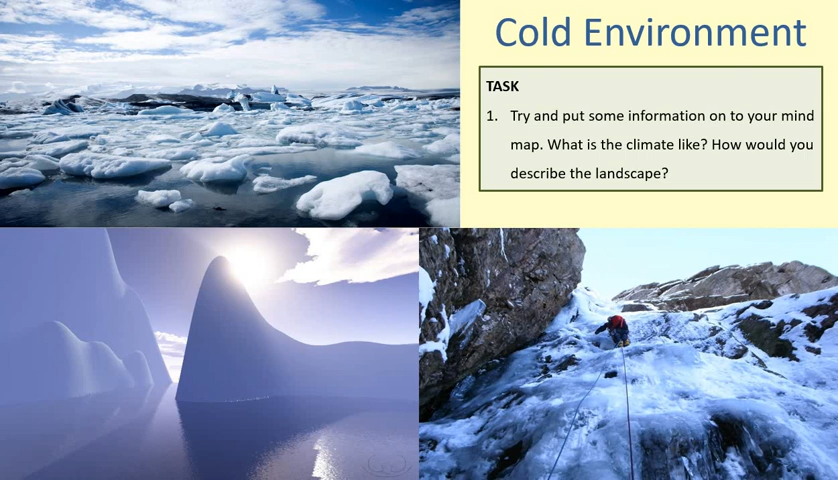 Cold Environment
TASK
1. Try and put some information on to your mind
map. What is the climate like? How would you
describe the landscape?